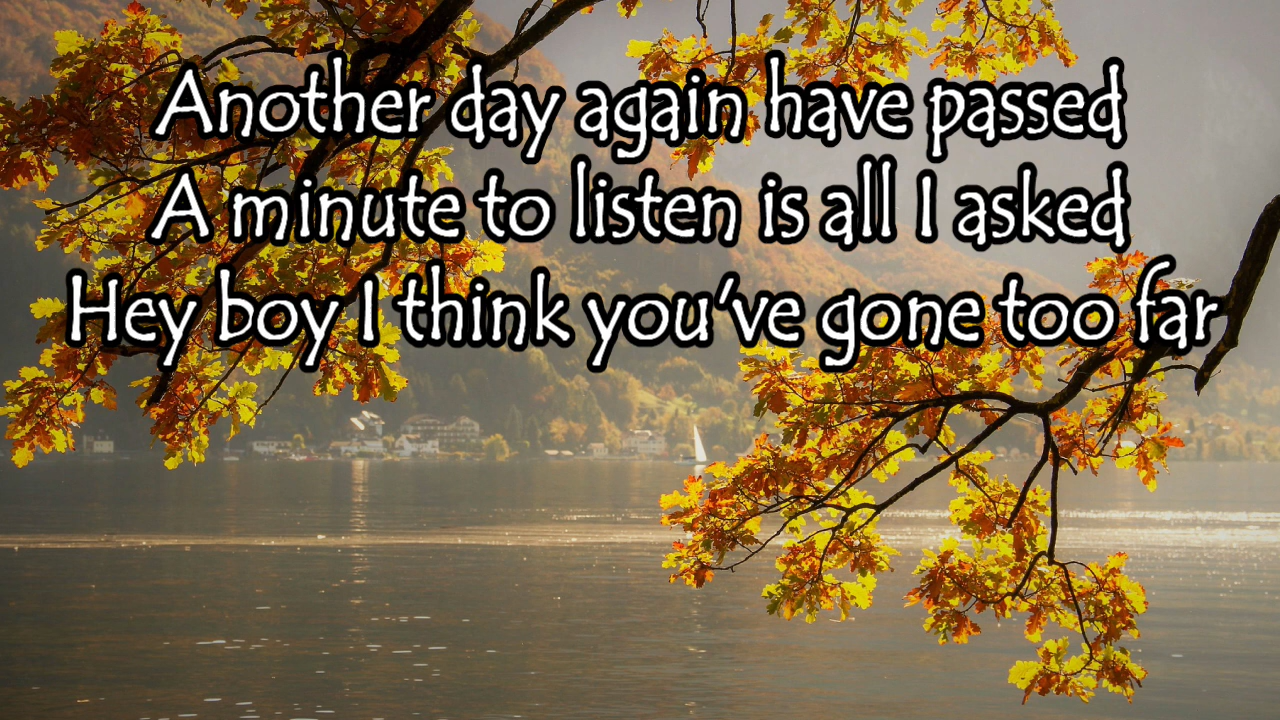 Another day again have passed
A minute to listen is all I asked
Hey boy I think you've gone too far